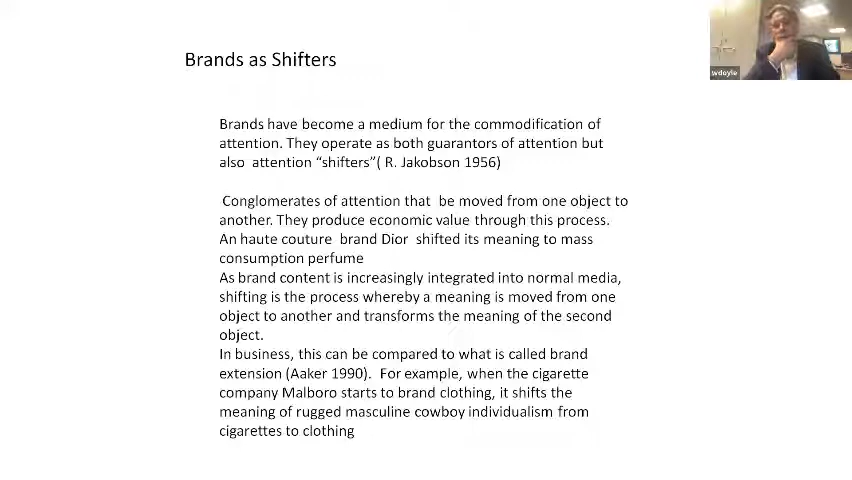 Brands as Shifters
Brands have become a medium for the commodification of
attention. They operate as both guarantors of attention but
also  attention “shifters”( R. Jakobson 1956)
Conglomerates of attention that  be moved from one object to
another. They produce economic value through this process.
An haute couture  brand Dior  shifted its meaning to mass
consumption perfume
As brand content is increasingly integrated into normal media,
shifting is the process whereby a meaning is moved from one
object to another and transforms the meaning of the second
object.
In business, this can be compared to what is called brand
extension (Aaker 1990).  For example, when the cigarette
company Malboro starts to brand clothing, it shifts the
meaning of rugged masculine cowboy individualism from
cigarettes to clothing
wdoyle